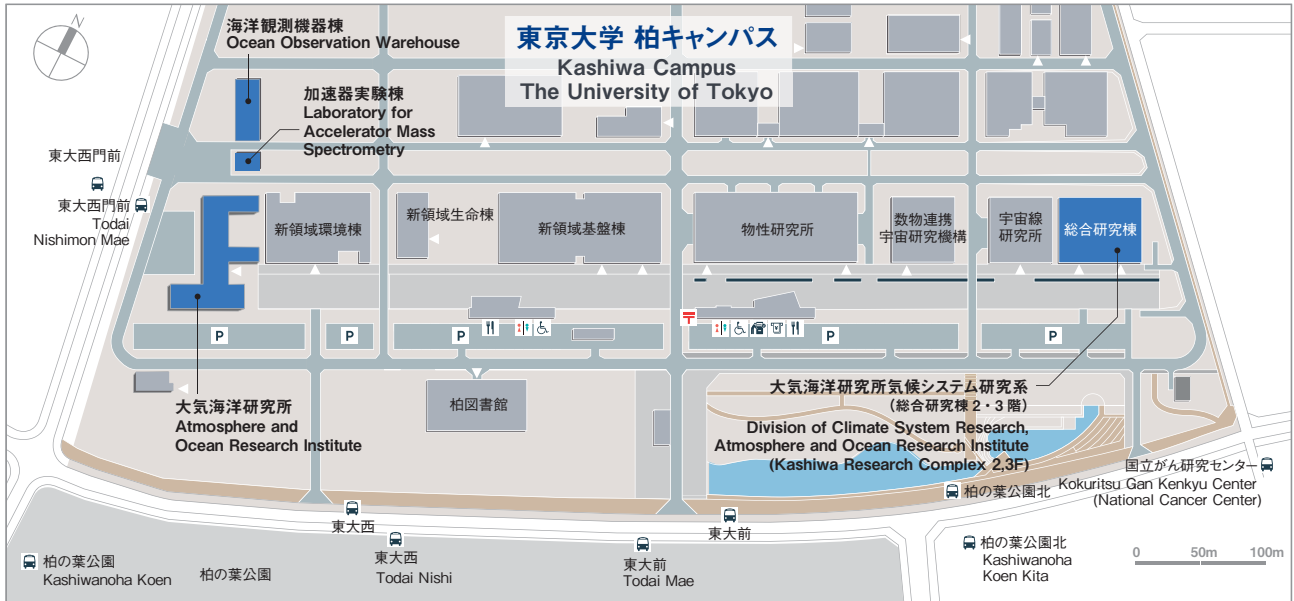 N
海洋観測機器棟
Ocean Observation Warehouse
東京大学 柏キャンパス
Kashiwa Campus
The University of Tokyo
加速器実験棟
Laboratory for
Accelerator Mass
Spectrometry
東大西門前
東大西門前
Todai
Nishimon Mae
新領域環境棟
新領域生命棟
新領域基盤棟
物性研究所
数物連携
宇宙研究機構
宇宙線
研究所
総合研究棟
〒
P
P
P
P
P
大気海洋研究所
Atmosphere and
Ocean Research Institute
柏図書館
大気海洋研究所気候システム研究系
(総合研究棟 2・3 階)
Division of Climate System Research,
Atmosphere and Ocean Research Institute
(Kashiwa Research Complex 2,3F)
国立がん研究センター
Kokuritsu Gan Kenkyu Center
(National Cancer Center)
柏の葉公園北
東大西
東大前
東大西
Todai Nishi
東大前
Todai Mae
柏の葉公園北
Kashiwanoha
Koen Kita
柏の葉公園
Kashiwanoha Koen
柏の葉公園
0 50m 100m